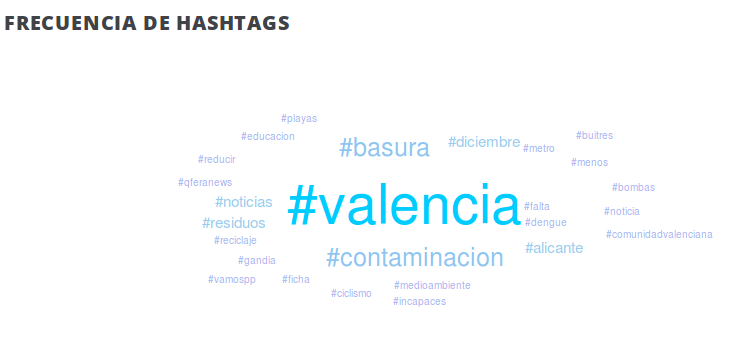 FRECUENCIA DE HASHTAGS
#playas
#educacion
#basura
#diciembre
#metro
#buitres
#reducir
#menos
#qferanews
#bombas
#noticias
#valencia
#falta
#noticia
#residuos
#dengue
#reciclaje
#comunidadvalenciana
#gandia
#contaminacion
#alicante
#vamospp
#ficha
#medioambiente
#ciclismo
#incapaces